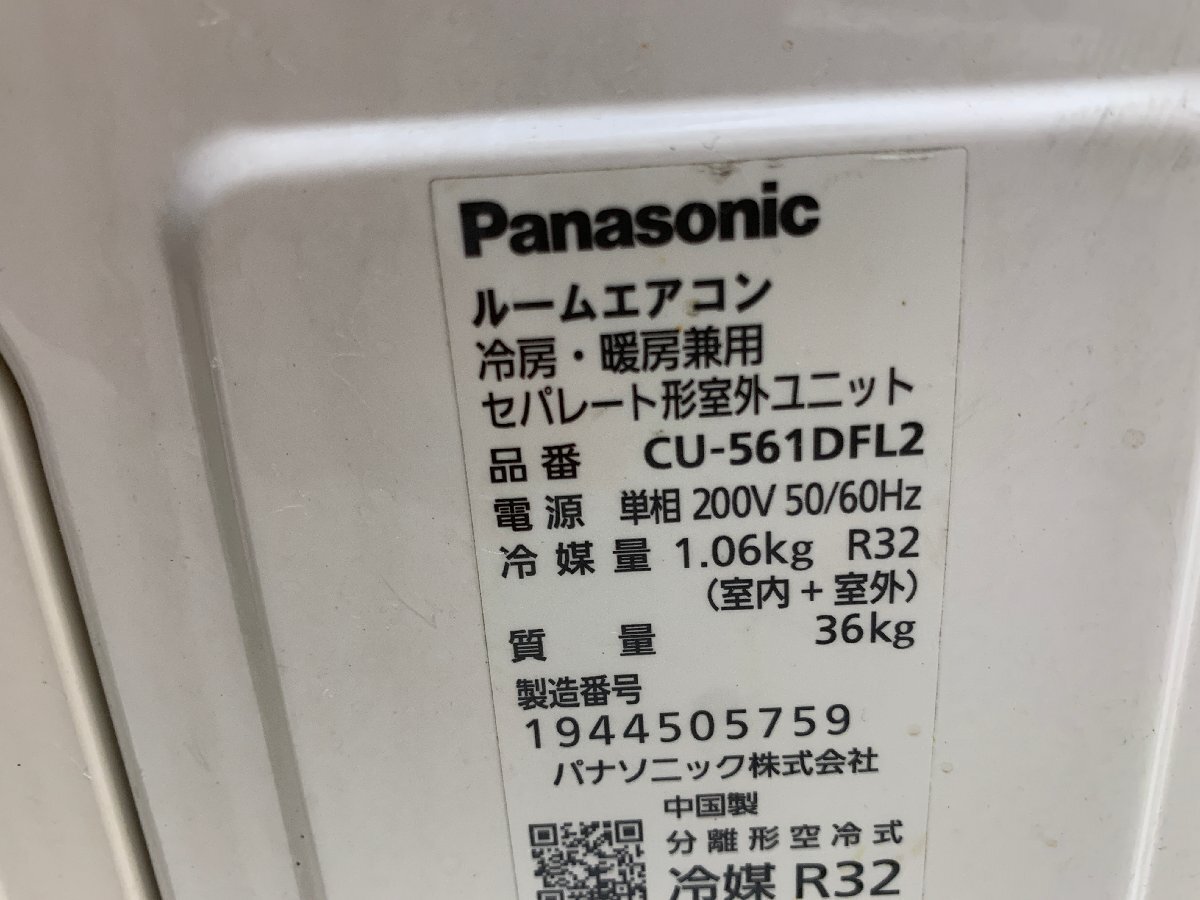 Panasonic
ルームエアコン
冷房・暖房兼用
セパレート形室外ユニット
品番 CU-561DFL2
電源 単相 200V 50/60Hz
冷媒量 1.06kg R32
(室内+室外)
質量 36kg
製造番号
1944505759
パナソニック株式会社
中国製
分離形空冷式
冷媒 R32